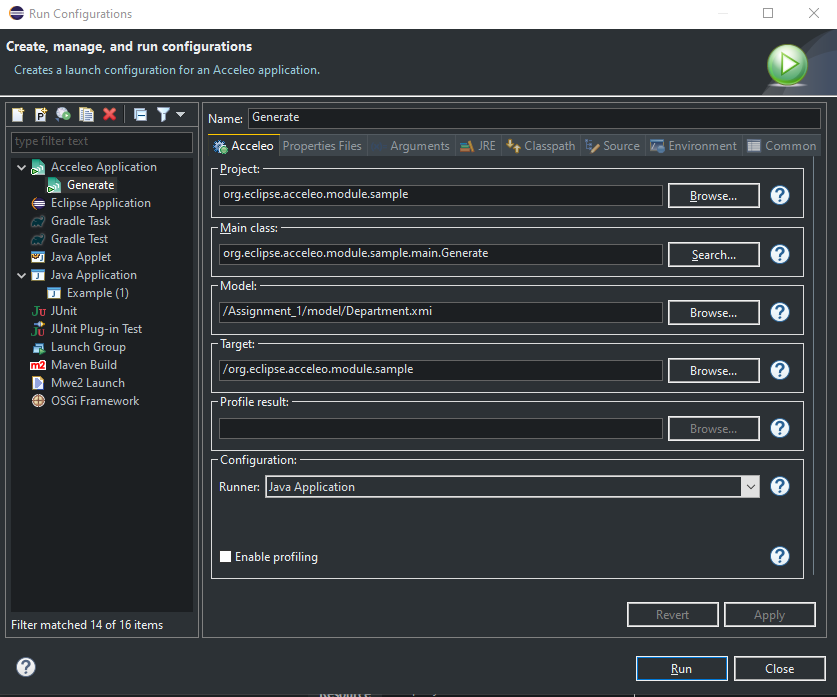 Run Configurations
Create, manage, and run configurations
Creates a launch configuration for an Acceleo application.
type filter text
Acceleo Application
Generate
Eclipse Application
Gradle Task
Gradle Test
Java Applet
Java Application
Example (1)
Ju JUnit
JUnit Plug-in Test
Launch Group
m2 Maven Build
Mwe2 Launch
OSGi Framework
Filter matched 14 of 16 items
Name: Generate
Acceleo Properties Files Arguments JRE Classpath Source Environment Common
Project:
org.eclipse.acceleo.module.sample Browse...
Main class:
org.eclipse.acceleo.module.sample.main.Generate Search...
Model:
/Assignment_1/model/Department.xmi Browse...
Target:
/org.eclipse.acceleo.module.sample Browse...
Profile result:
Browse...
Configuration:
Runner: Java Application
Enable profiling
Revert Apply
Run Close